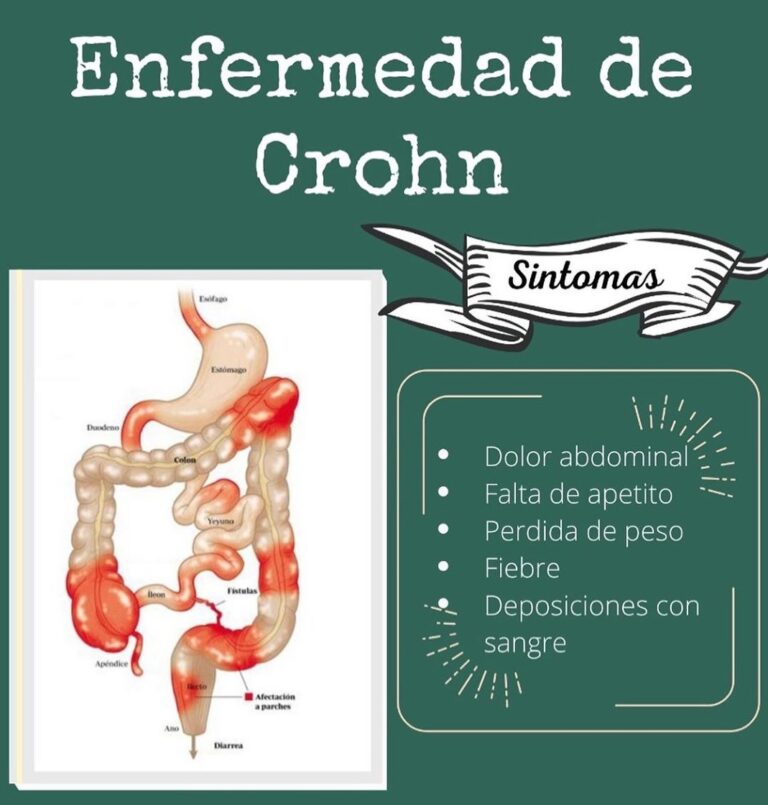 Enfermedad de
Crohn
Sintomas
Esófago
Estómago
Duodeno
Colon
Yeyuno
Íleon
Fístulas
Apéndice
Recto
Afectación
a parches
Ano
Diarrea
Dolor abdominal
Falta de apetito
Perdida de peso
Fiebre
Deposiciones con
sangre